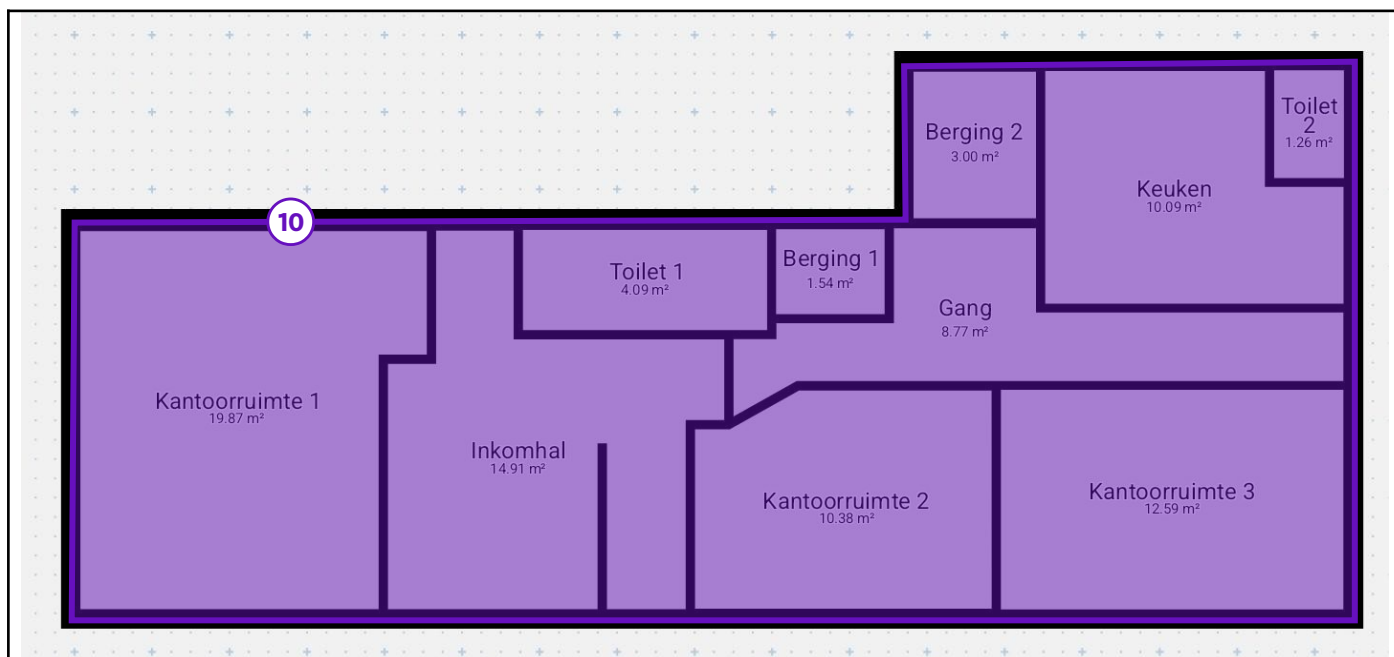 Berging 2
3.00 m²
Toilet
2
1.26 m²
Keuken
10.09 m²
10
Toilet 1
4.09 m²
Berging 1
1.54 m²
Gang
8.77 m²
Kantoorruimte 1
19.87 m²
Inkomhal
14.91 m²
Kantoorruimte 2
10.38 m²
Kantoorruimte 3
12.59 m²